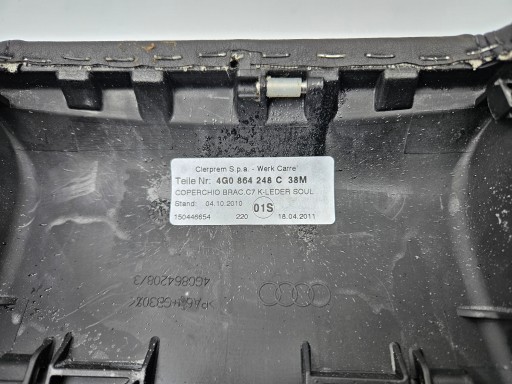 Clerprem S.p.a. - Werk Carre'
Teile Nr: 4G0 864 248 C 38M
COPERCHIO BRAC.C7 K-LEDER SOUL
Stand: 04.10.2010 01S
150446654 220 18.04.2011
4G0864208/3